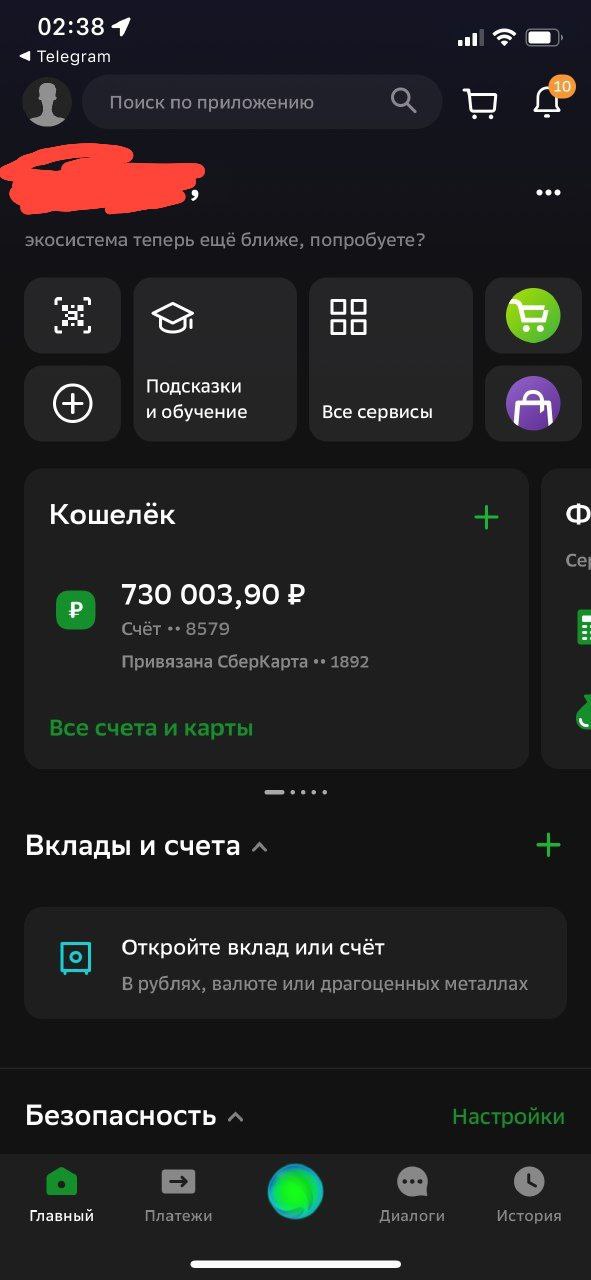 02:38
◀ Telegram
Поиск по приложению
10
,
экосистема теперь ещё ближе, попробуете?
Подсказки
и обучение
Все сервисы
Кошелёк
Ф
730 003,90 ₽
Сер
₽
Счёт •• 8579
Привязана СберКарта •• 1892
Все счета и карты
Вклады и счета
Откройте вклад или счёт
В рублях, валюте или драгоценных металлах
Безопасность
Настройки
Главный
Платежи
Диалоги
История